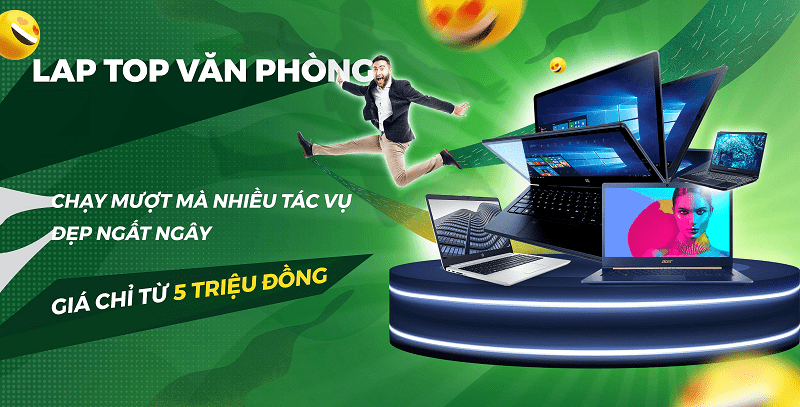 LAP TOP VĂN PHÒNG
CHẠY MƯỢT MÀ NHIỀU TÁC VỤ
ĐẸP NGẤT NGÂY
GIÁ CHỈ TỪ 5 TRIỆU ĐỒNG
acer